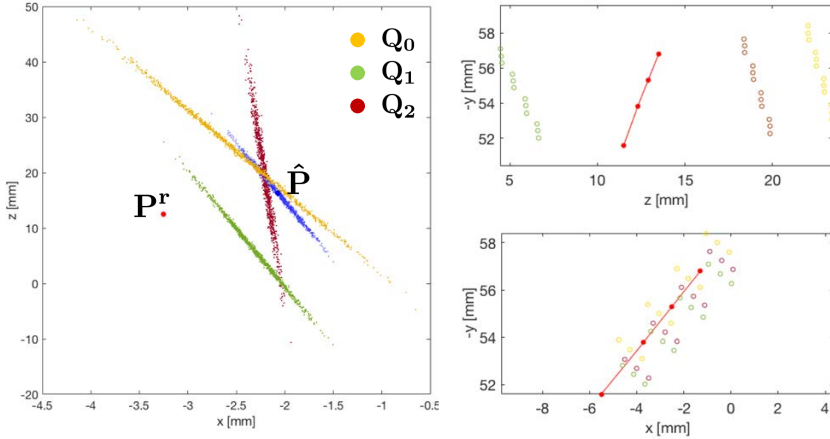 50
40
30
20
10
0
-10
-20
z [mm]
-4.5 -4 -3.5 -3 -2.5 -2 -1.5 -1 -0.5
x [mm]
Q₀
Q₁
Q₂
P̂
Pʳ
58
56
54
52
-y [mm]
5 10 15 20
z [mm]
58
56
54
52
-y [mm]
-8 -6 -4 -2 0 2 4
x [mm]